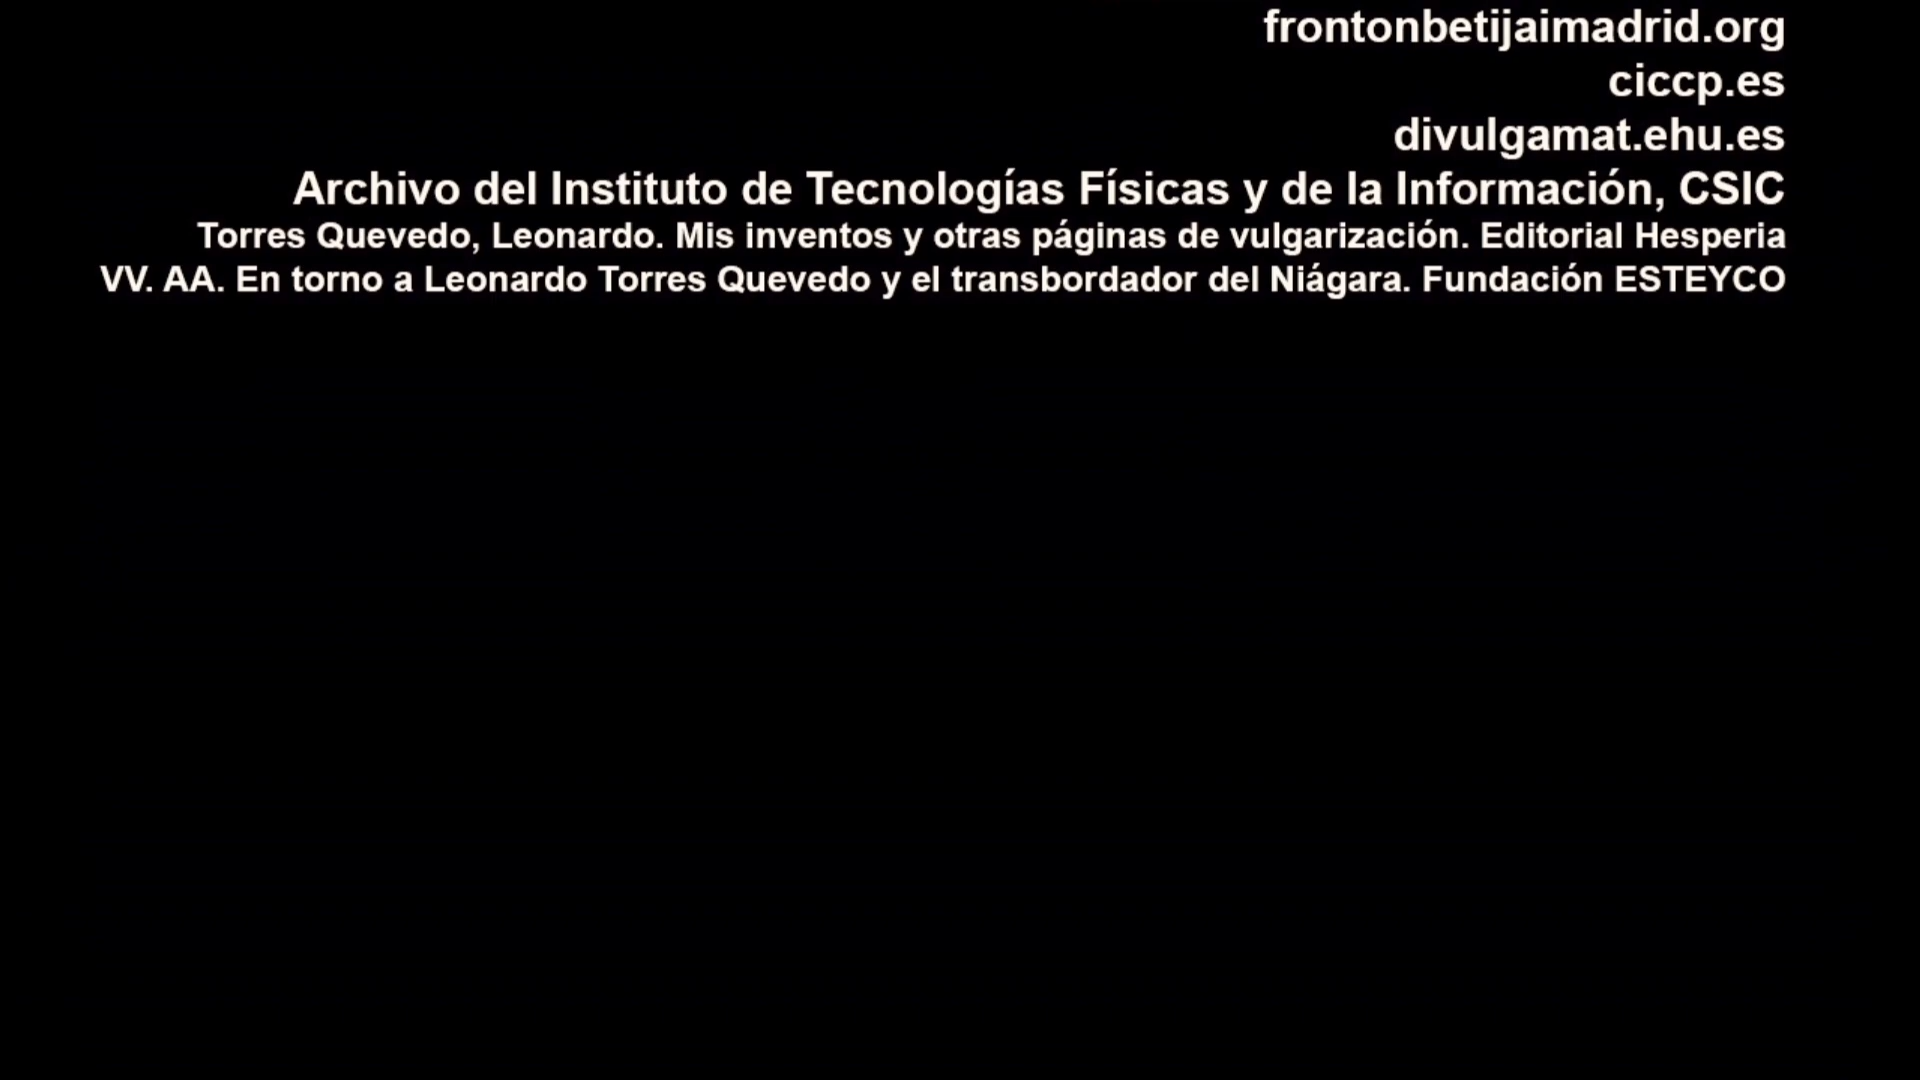 frontonbetijaimadrid.org
ciccp.es
divulgamat.ehu.es
Archivo del Instituto de Tecnologías Físicas y de la Información, CSIC
Torres Quevedo, Leonardo. Mis inventos y otras páginas de vulgarización. Editorial Hesperia
VV. AA. En torno a Leonardo Torres Quevedo y el transbordador del Niágara. Fundación ESTEYCO